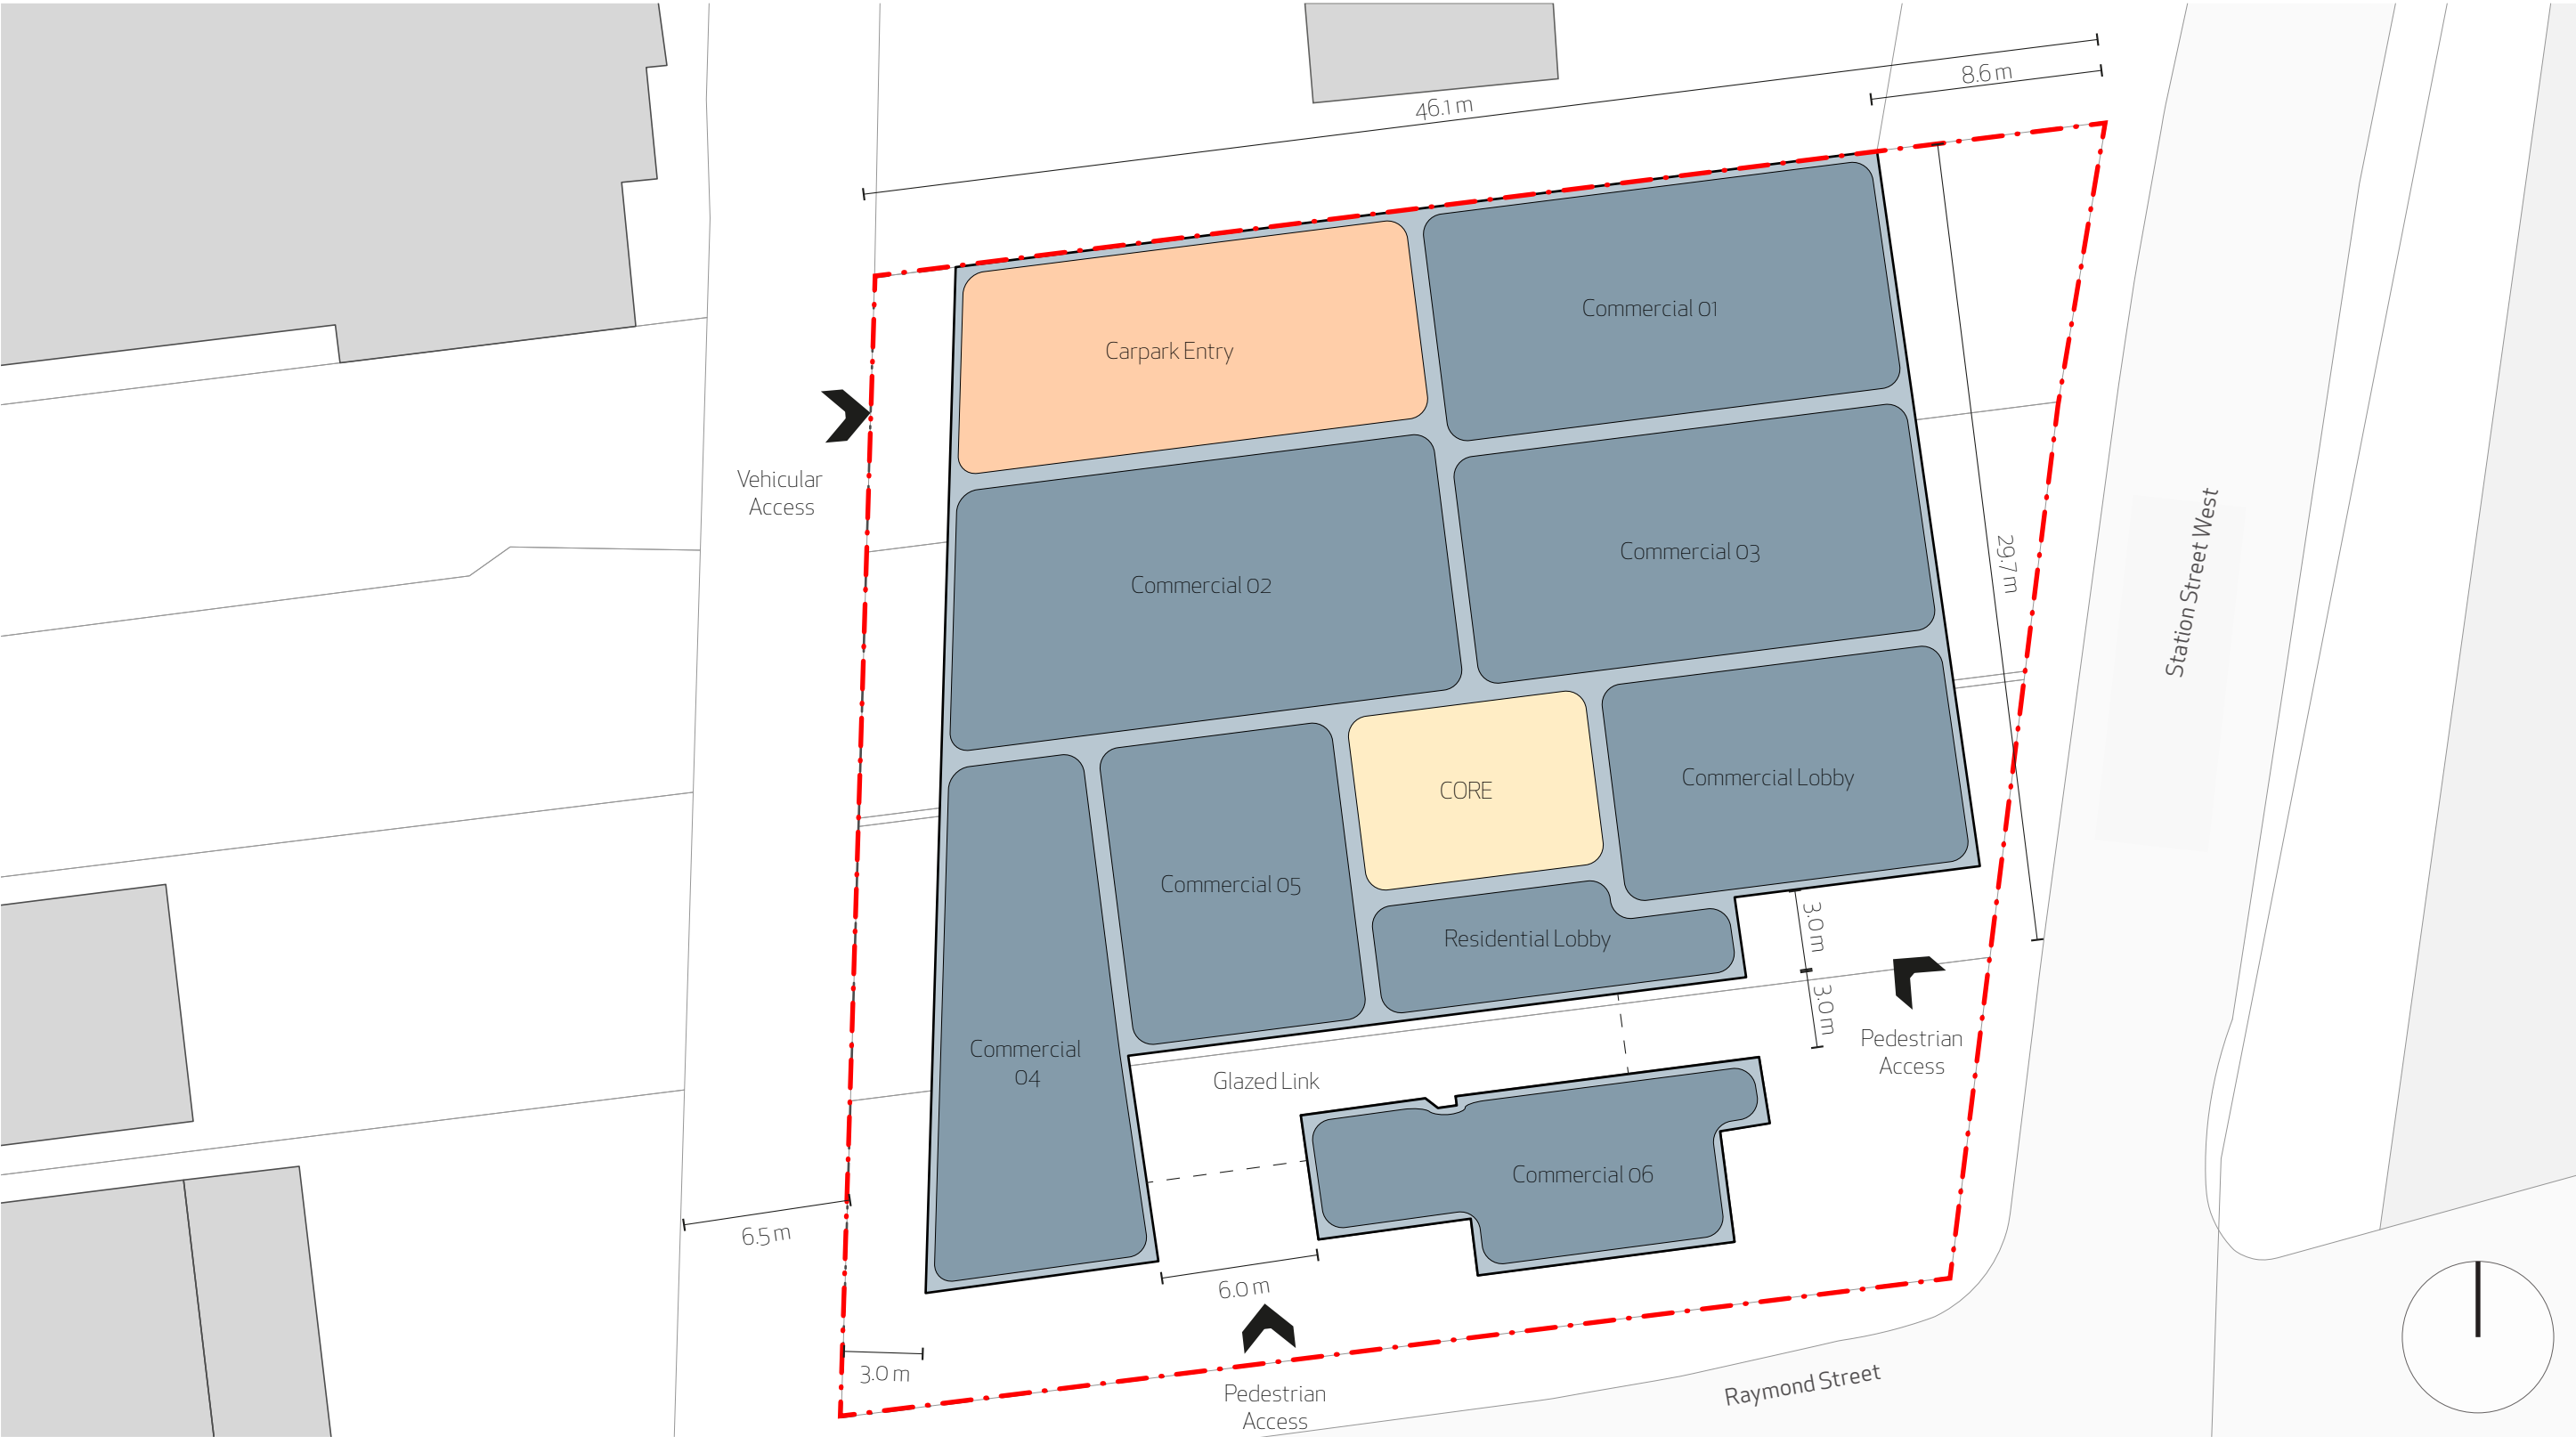 8.6 m
46.1 m
Commercial 01
Carpark Entry
Vehicular
Access
Commercial 03
29.7 m
Station Street West
Commercial 02
Commercial Lobby
CORE
Commercial 05
3.0 m
Residential Lobby
3.0 m
Pedestrian
Access
Commercial
04
Glazed Link
Commercial 06
6.5 m
6.0 m
3.0 m
Raymond Street
Pedestrian
Access